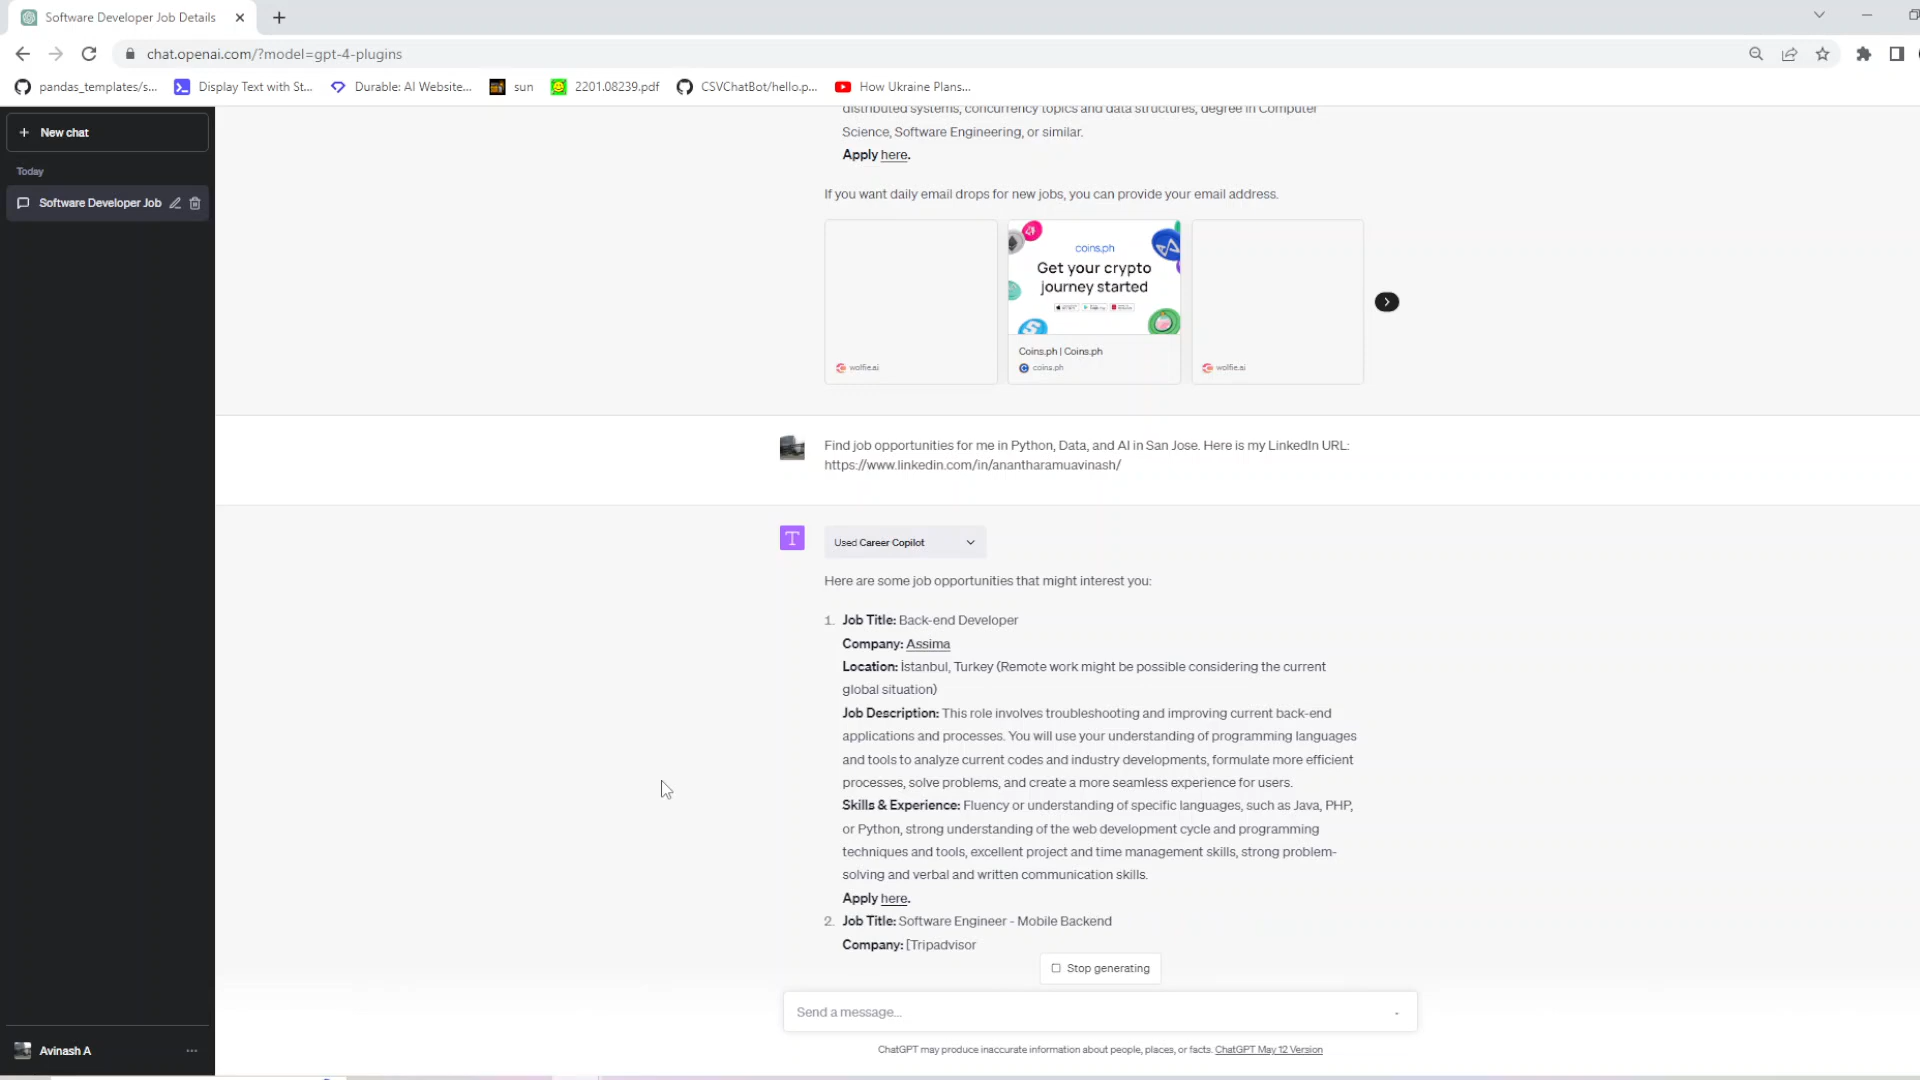 Software Developer Job Details
chat.openai.com/?model=gpt-4-plugins
pandas_templates/s...
Display Text with St...
Durable: AI Website...
sun
2201.08239.pdf
CSVChatBot/hello.p...
How Ukraine Plans...
New chat
Today
Software Developer Job
distributed systems, concurrency topics and data structures, degree in Computer
Science, Software Engineering, or similar.
Apply here.
If you want daily email drops for new jobs, you can provide your email address.
coins.ph
Get your crypto
journey started
Coins.ph | Coins.ph
wolfie.ai
coins.ph
wolfie.ai
Find job opportunities for me in Python, Data, and AI in San Jose. Here is my LinkedIn URL:
https://www.linkedin.com/in/anantharamuavinash/
T
Used Career Copilot
Here are some job opportunities that might interest you:
1. Job Title: Back-end Developer
Company: Assima
Location: İstanbul, Turkey (Remote work might be possible considering the current
global situation)
Job Description: This role involves troubleshooting and improving current back-end
applications and processes. You will use your understanding of programming languages
and tools to analyze current codes and industry developments, formulate more efficient
processes, solve problems, and create a more seamless experience for users.
Skills & Experience: Fluency or understanding of specific languages, such as Java, PHP,
or Python, strong understanding of the web development cycle and programming
techniques and tools, excellent project and time management skills, strong problem-
solving and verbal and written communication skills.
Apply here.
2. Job Title: Software Engineer - Mobile Backend
Company: [Tripadvisor
Stop generating
Send a message...
ChatGPT may produce inaccurate information about people, places, or facts. ChatGPT May 12 Version
Avinash A